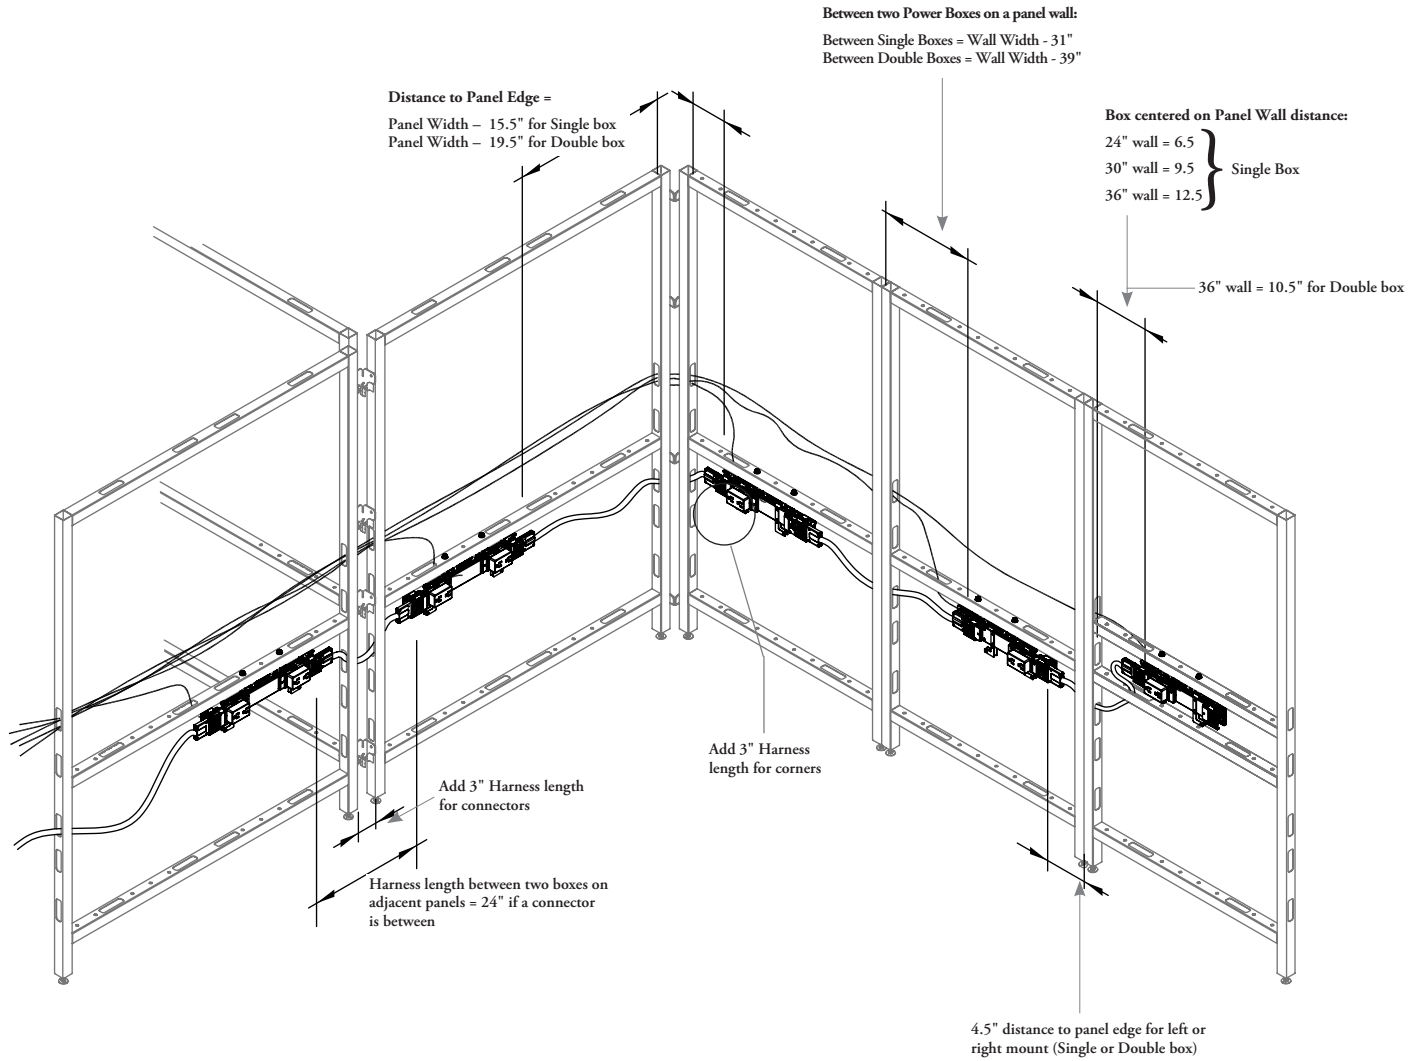 Between two Power Boxes on a panel wall:
Between Single Boxes = Wall Width - 31"
Between Double Boxes = Wall Width - 39"
Distance to Panel Edge =
Panel Width – 15.5" for Single box
Panel Width – 19.5" for Double box
Box centered on Panel Wall distance:
24" wall = 6.5
30" wall = 9.5
36" wall = 12.5
Single Box
36" wall = 10.5" for Double box
Add 3" Harness
length for corners
Add 3" Harness length
for connectors
Harness length between two boxes on
adjacent panels = 24" if a connector
is between
4.5" distance to panel edge for left or
right mount (Single or Double box)